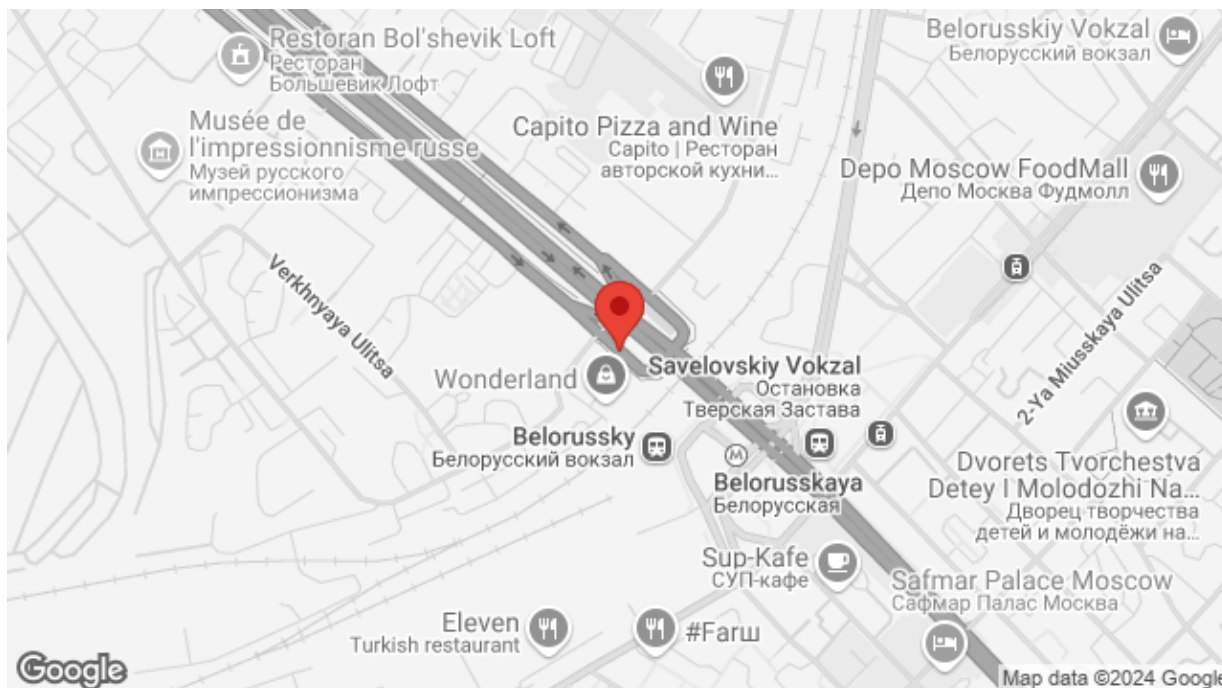 Restoran Bol'shevik Loft
Ресторан
Большевик Лофт
Belorusskiy Vokzal
Белорусский вокзал
Musée de
l'impressionnisme russe
Музей русского
импрессионизма
Capito Pizza and Wine
Capito | Ресторан
авторской кухни...
Depo Moscow FoodMall
Депо Москва Фудмолл
Verkhnyaya Ulitsa
2-Ya Miusskaya Ulitsa
Wonderland
Savelovskiy Vokzal
Остановка
Тверская Застава
Belorussky
Белорусский вокзал
M
Belorusskaya
Белорусская
Dvorets Tvorchestva
Detey I Molodozhi Na...
Дворец творчества
детей и молодёжи на...
Sup-Kafe
СУП-кафе
Safmar Palace Moscow
Сафмар Палас Москва
Eleven
Turkish restaurant
#Farш
Google
Map data ©2024 Google